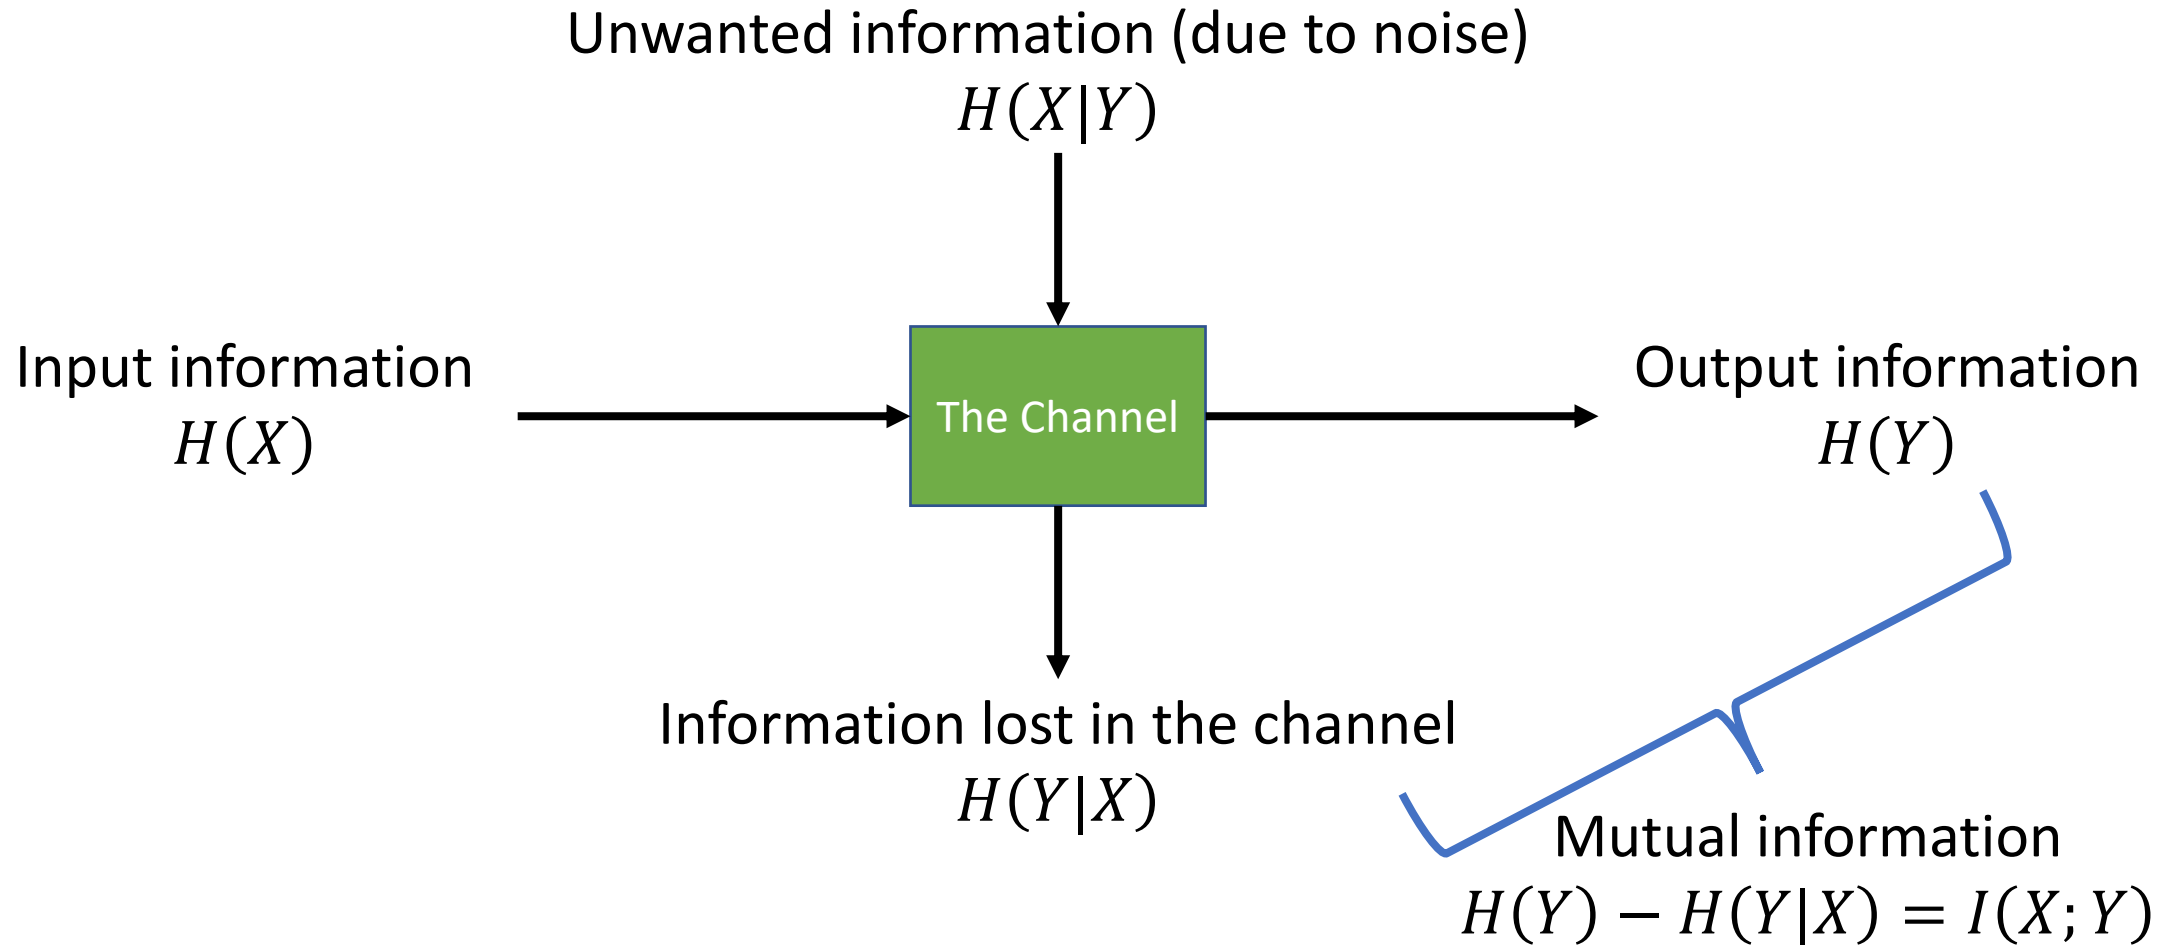 Unwanted information (due to noise)
H(X|Y)
Input information
H(X)
The Channel
Output information
H(Y)
Information lost in the channel
H(Y|X)
Mutual information
H(Y) − H(Y|X) = I(X; Y)